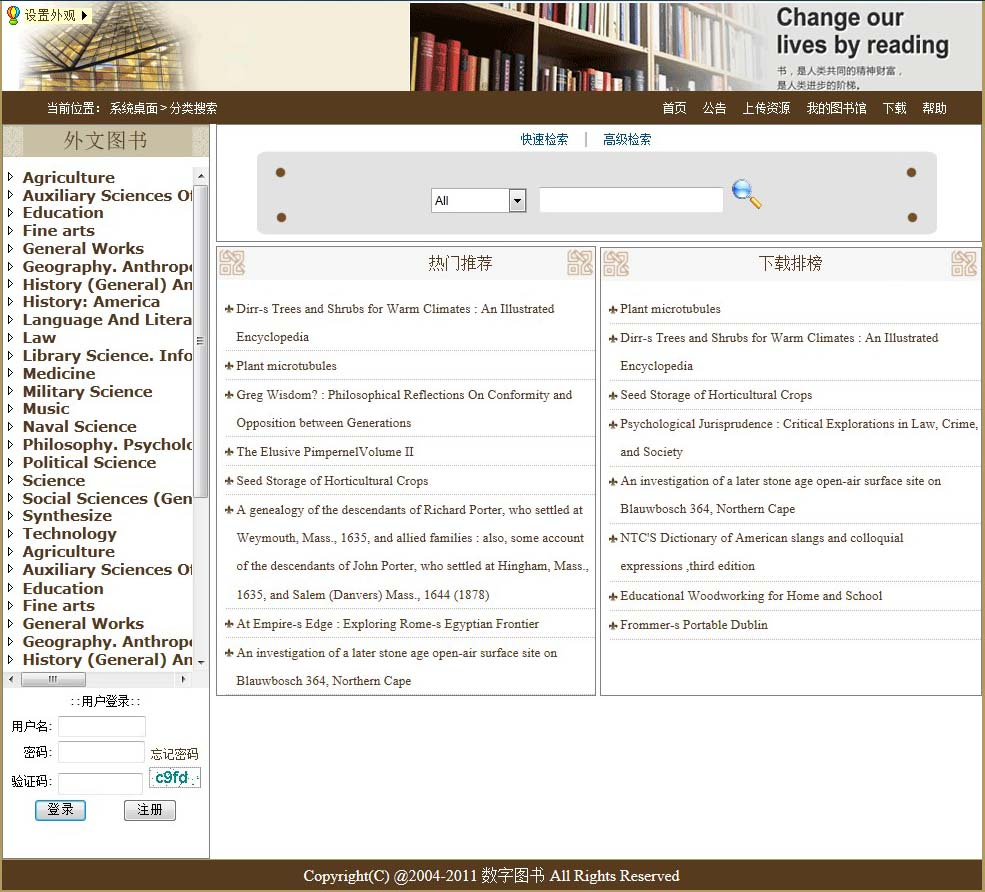 设置外观
Change our
lives by reading
书，是人类共同的精神财富，
是人类进步的阶梯。
当前位置： 系统桌面 > 分类搜索
首页 公告 上传资源 我的图书馆 下载 帮助
外文图书
Agriculture
Auxiliary Sciences Of
Education
Fine arts
General Works
Geography. Anthropo
History (General) An
History: America
Language And Litera
Law
Library Science. Info
Medicine
Military Science
Music
Naval Science
Philosophy. Psycholo
Political Science
Science
Social Sciences (Gen
Synthesize
Technology
Agriculture
Auxiliary Sciences Of
Education
Fine arts
General Works
Geography. Anthropo
History (General) An
::用户登录::
用户名:
密码: 忘记密码
验证码: c9fd
登录 注册
快速检索 | 高级检索
All
热门推荐
Dirr-s Trees and Shrubs for Warm Climates : An Illustrated
Encyclopedia
Plant microtubules
Greg Wisdom? : Philosophical Reflections On Conformity and
Opposition between Generations
The Elusive PimpernelVolume II
Seed Storage of Horticultural Crops
A genealogy of the descendants of Richard Porter, who settled at
Weymouth, Mass., 1635, and allied families : also, some account
of the descendants of John Porter, who settled at Hingham, Mass.,
1635, and Salem (Danvers) Mass., 1644 (1878)
At Empire-s Edge : Exploring Rome-s Egyptian Frontier
An investigation of a later stone age open-air surface site on
Blauwbosch 364, Northern Cape
下载排榜
Plant microtubules
Dirr-s Trees and Shrubs for Warm Climates : An Illustrated
Encyclopedia
Seed Storage of Horticultural Crops
Psychological Jurisprudence : Critical Explorations in Law, Crime,
and Society
An investigation of a later stone age open-air surface site on
Blauwbosch 364, Northern Cape
NTC'S Dictionary of American slangs and colloquial
expressions ,third edition
Educational Woodworking for Home and School
Frommer-s Portable Dublin
Copyright(C) @2004-2011 数字图书 All Rights Reserved